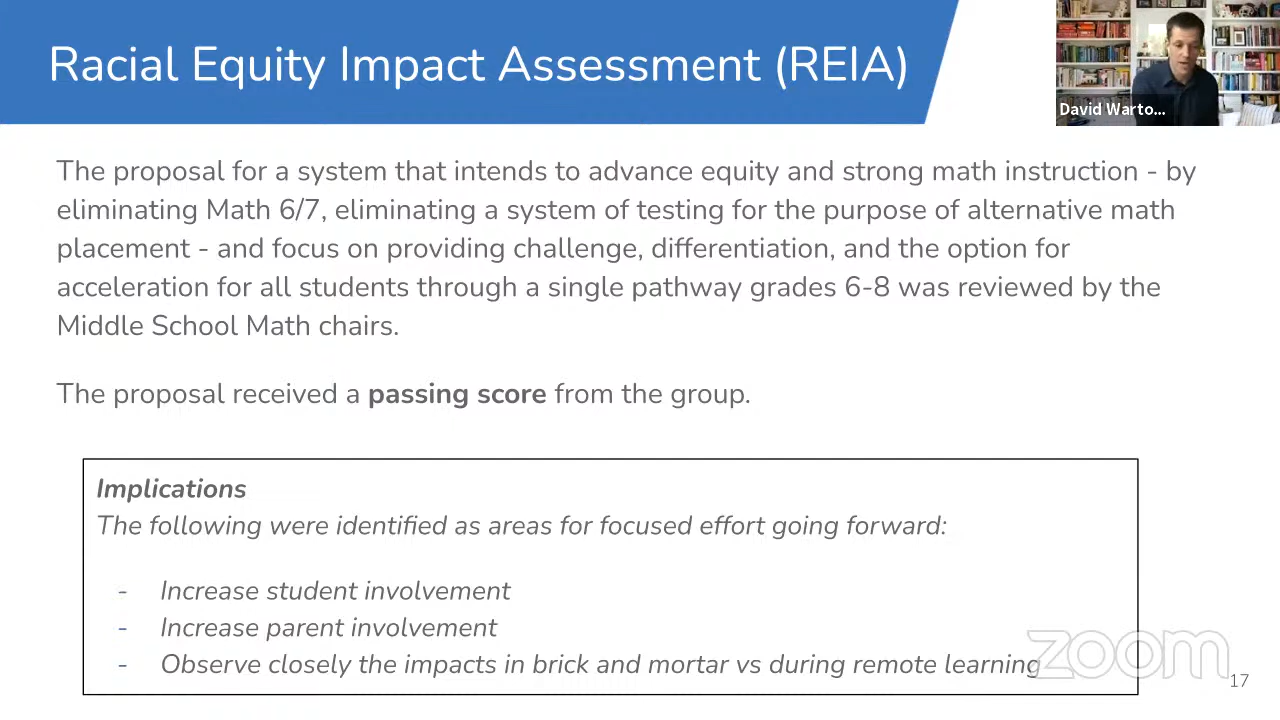 Racial Equity Impact Assessment (REIA)
David Warto...
The proposal for a system that intends to advance equity and strong math instruction - by
eliminating Math 6/7, eliminating a system of testing for the purpose of alternative math
placement - and focus on providing challenge, differentiation, and the option for
acceleration for all students through a single pathway grades 6-8 was reviewed by the
Middle School Math chairs.
The proposal received a passing score from the group.
Implications
The following were identified as areas for focused effort going forward:
- Increase student involvement
- Increase parent involvement
- Observe closely the impacts in brick and mortar vs during remote learning
zoom
17